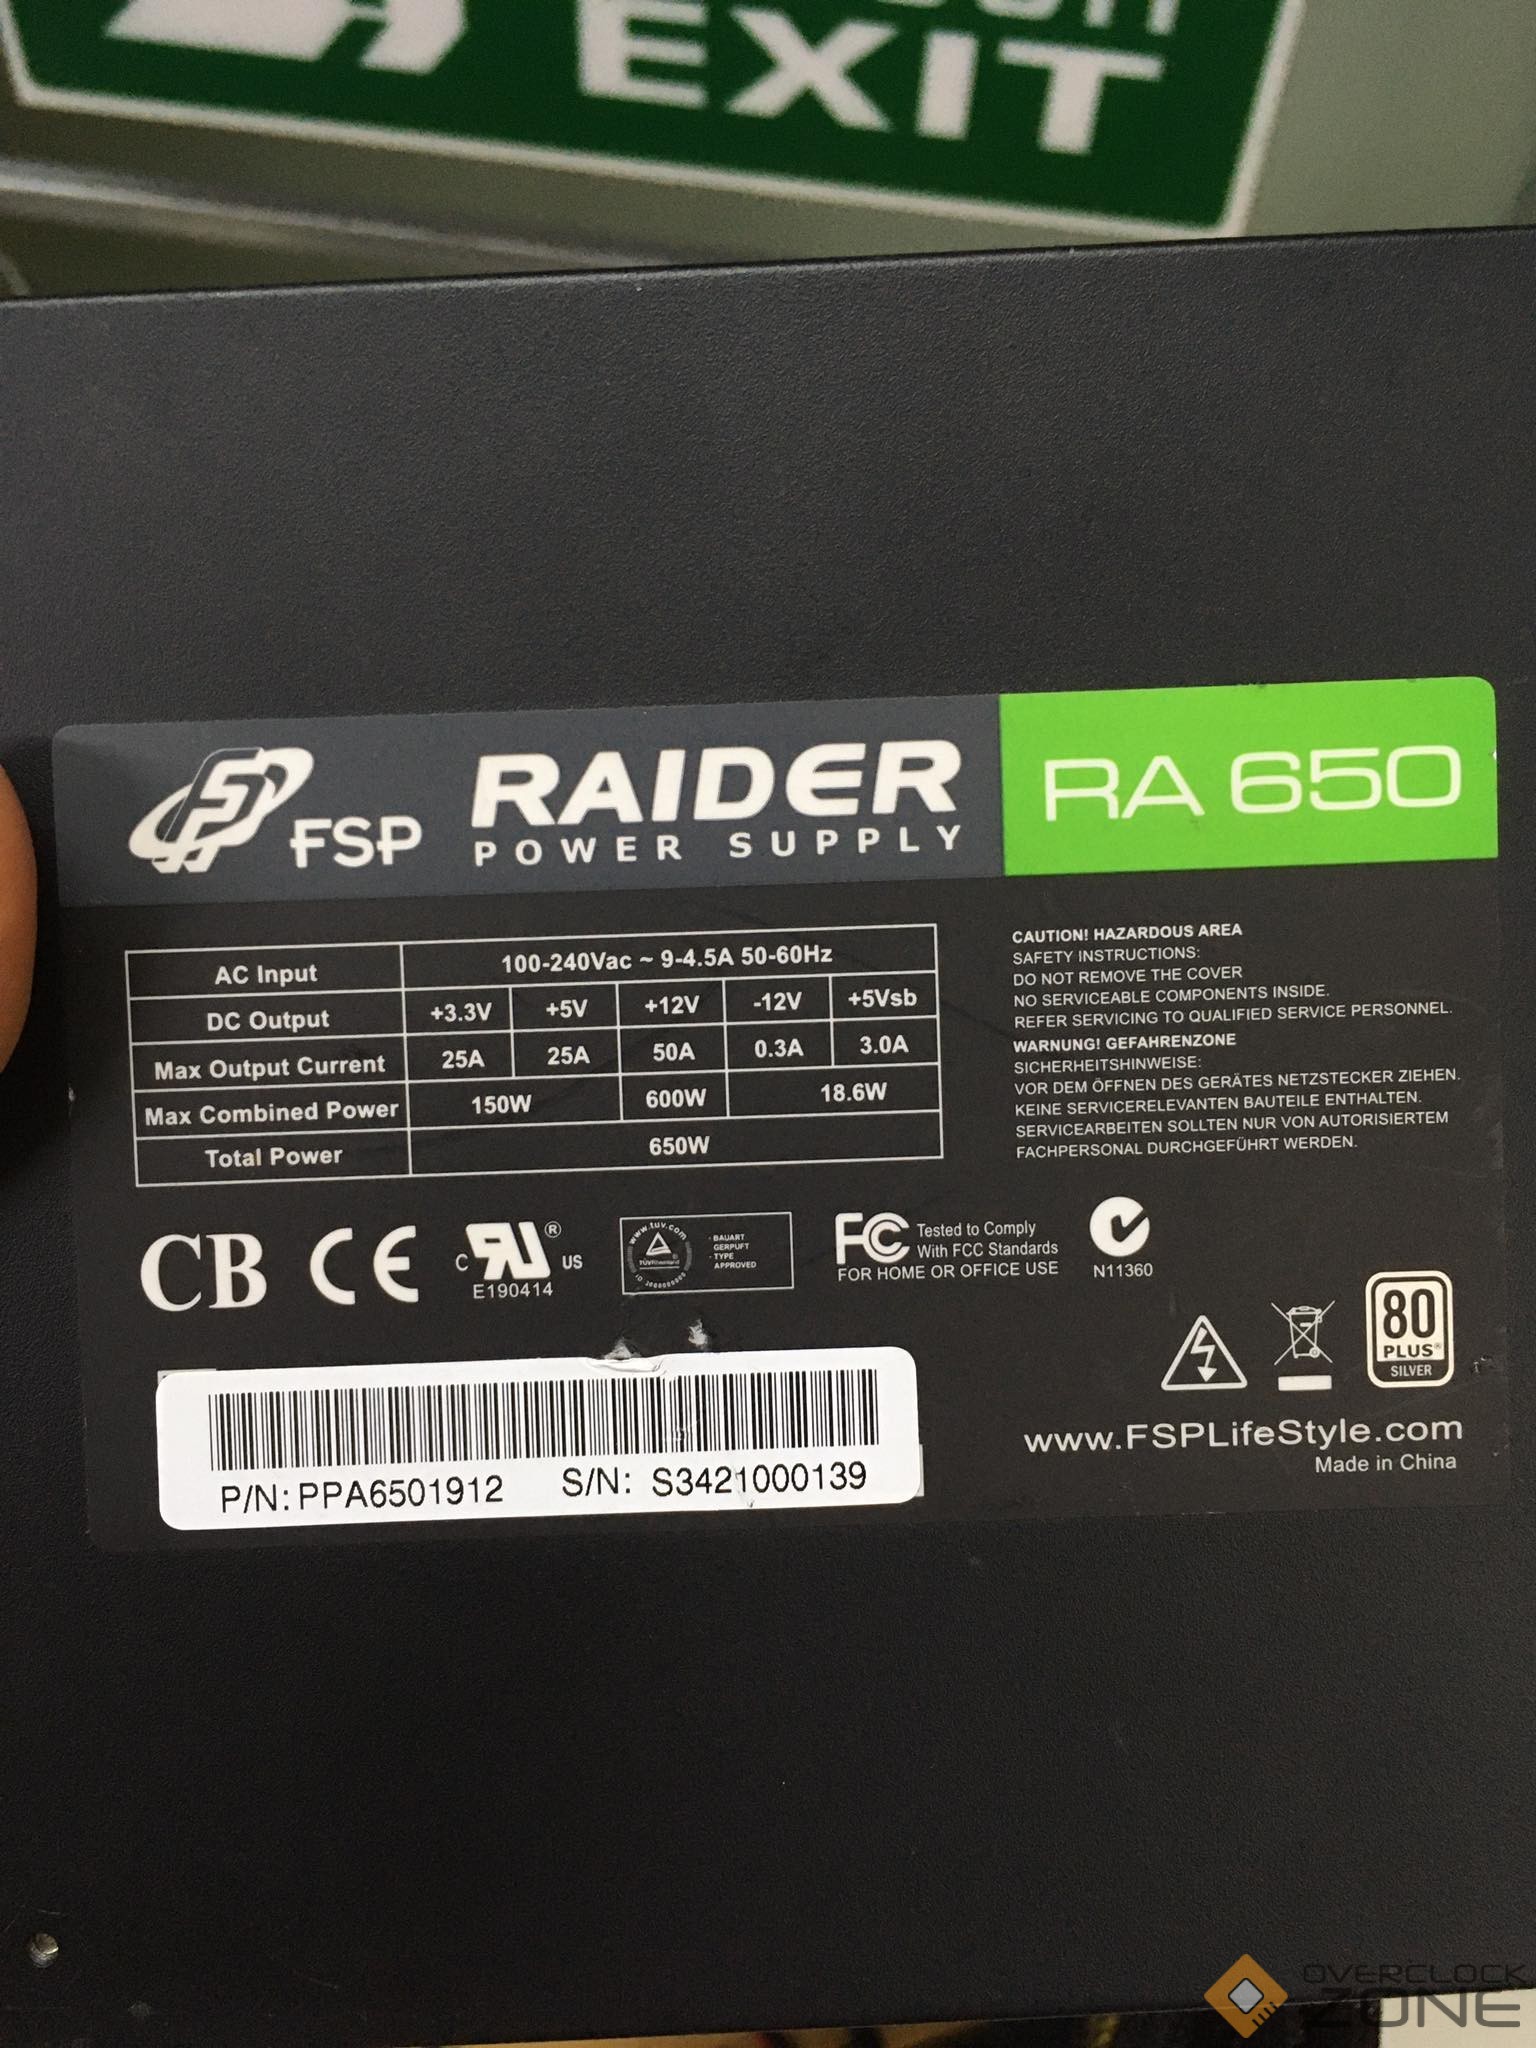 EXIT
FSP
RAIDER
POWER SUPPLY
RA 650
AC Input 100-240Vac ~ 9-4.5A 50-60Hz
DC Output +3.3V +5V +12V -12V +5Vsb
Max Output Current 25A 25A 50A 0.3A 3.0A
Max Combined Power 150W 600W 18.6W
Total Power 650W
CAUTION! HAZARDOUS AREA
SAFETY INSTRUCTIONS:
DO NOT REMOVE THE COVER
NO SERVICEABLE COMPONENTS INSIDE.
REFER SERVICING TO QUALIFIED SERVICE PERSONNEL.
WARNUNG! GEFAHRENZONE
SICHERHEITSHINWEISE:
VOR DEM ÖFFNEN DES GERÄTES NETZSTECKER ZIEHEN.
KEINE SERVICERELEVANTEN BAUTEILE ENTHALTEN.
SERVICEARBEITEN SOLLTEN NUR VON AUTORISIERTEM
FACHPERSONAL DURCHGEFÜHRT WERDEN.
CB CE
C RU ® US
E190414
www.tuv.com
TÜVRheinland
· BAUART
GERPUFT
· TYPE
APPROVED
FC Tested to Comply
With FCC Standards
FOR HOME OR OFFICE USE
N11360
80
PLUS®
SILVER
www.FSPLifeStyle.com
Made in China
P/N: PPA6501912 S/N: S3421000139
OVERCLOCK
ZONE